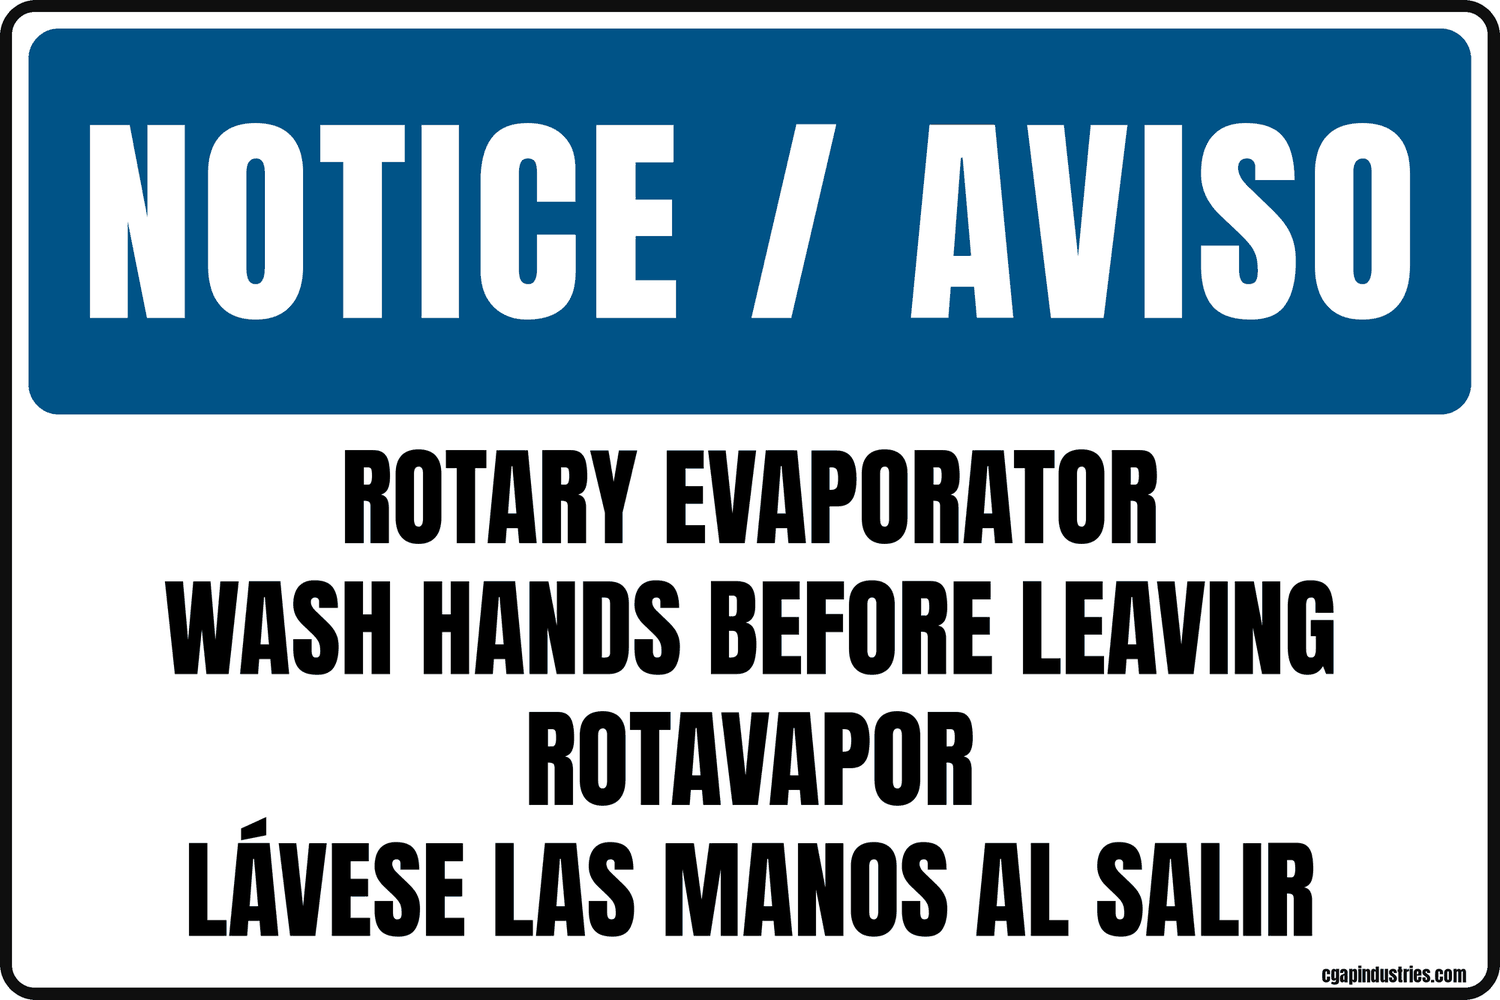 NOTICE / AVISO
ROTARY EVAPORATOR
WASH HANDS BEFORE LEAVING
ROTAVAPOR
LÁVESE LAS MANOS AL SALIR
cgapindustries.com